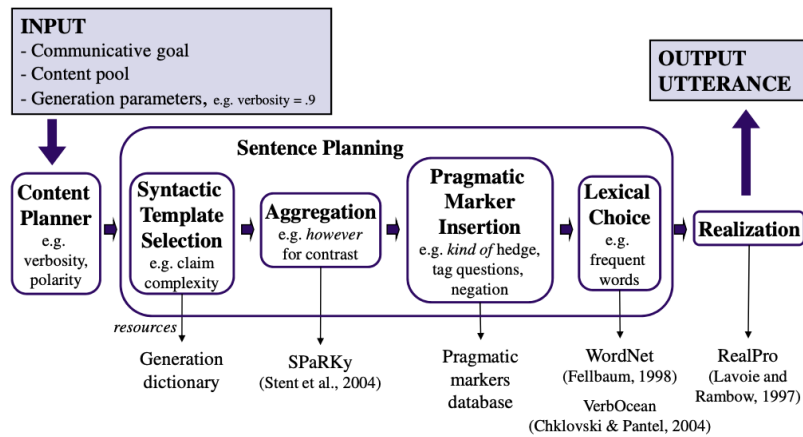 INPUT
- Communicative goal
- Content pool
- Generation parameters, e.g. verbosity = .9
OUTPUT
UTTERANCE
Sentence Planning
Content
Planner
e.g.
verbosity,
polarity
Syntactic
Template
Selection
e.g. claim
complexity
Aggregation
e.g. however
for contrast
Pragmatic
Marker
Insertion
e.g. kind of hedge,
tag questions,
negation
Lexical
Choice
e.g.
frequent
words
Realization
resources
Generation
dictionary
SPaRKy
(Stent et al., 2004)
Pragmatic
markers
database
WordNet
(Fellbaum, 1998)
VerbOcean
(Chklovski & Pantel, 2004)
RealPro
(Lavoie and
Rambow, 1997)